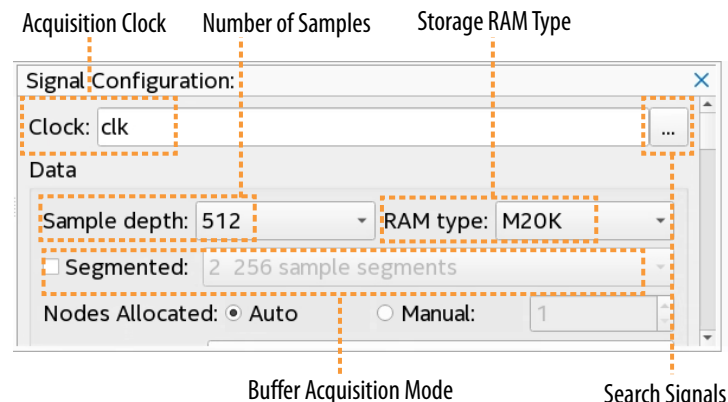 Acquisition Clock Number of Samples Storage RAM Type
Signal Configuration:
Clock: clk ...
Data
Sample depth: 512 RAM type: M20K
Segmented: 2 256 sample segments
Nodes Allocated: Auto Manual: 1
Buffer Acquisition Mode Search Signals